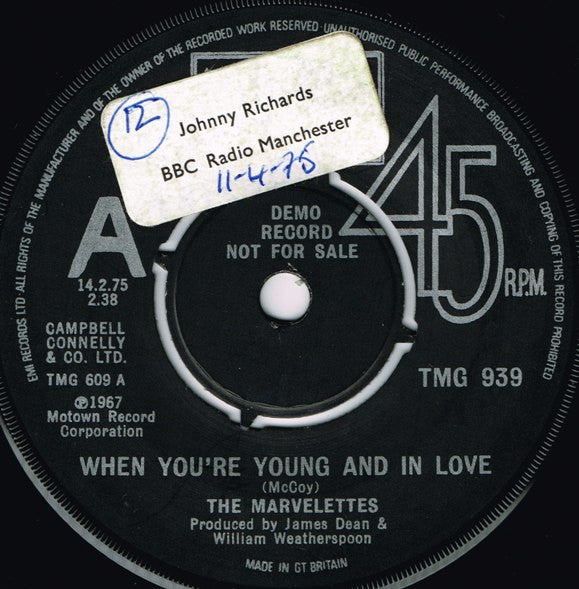 EMI RECORDS LTD·ALL RIGHTS OF THE MANUFACTURER AND OF THE OWNER OF THE RECORDED WORK RESERVED·UNAUTHORISED PUBLIC PERFORMANCE BROADCASTING AND COPYING OF THIS RECORD PROHIBITED
12
Johnny Richards
BBC Radio Manchester
11-4-75
A
45
R.P.M.
DEMO
RECORD
NOT FOR SALE
14.2.75
2.38
CAMPBELL
CONNELLY
& CO. LTD.
TMG 609 A
℗1967
Motown Record
Corporation
TMG 939
WHEN YOU'RE YOUNG AND IN LOVE
(McCoy)
THE MARVELETTES
Produced by James Dean &
William Weatherspoon
MADE IN GT BRITAIN